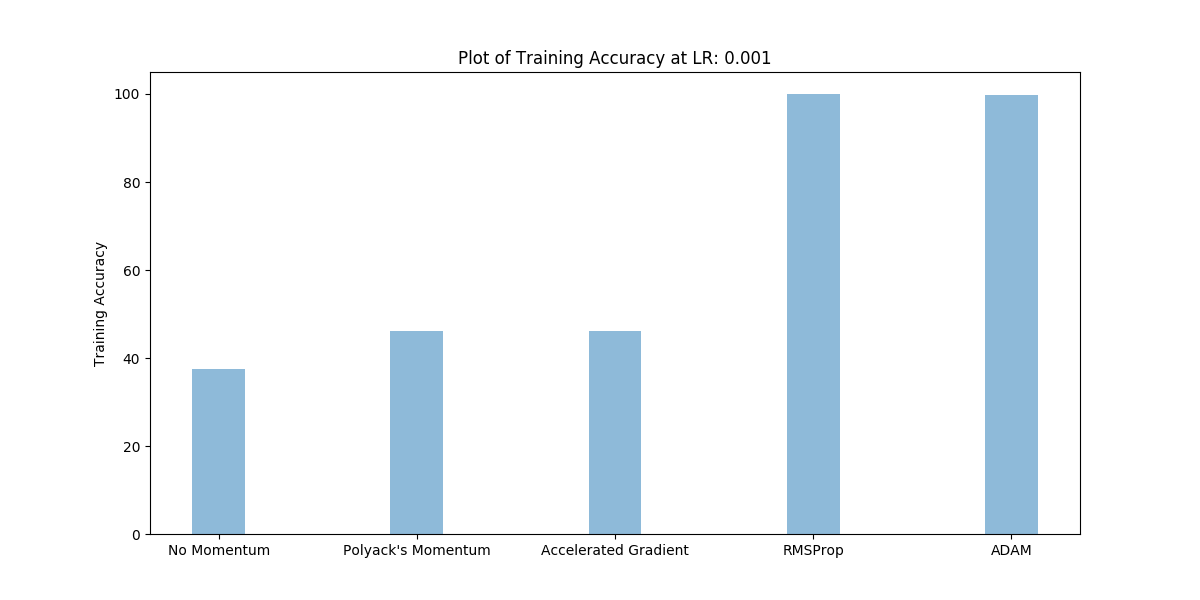 Plot of Training Accuracy at LR: 0.001
Training Accuracy
100
80
60
40
20
0
No Momentum
Polyack's Momentum
Accelerated Gradient
RMSProp
ADAM